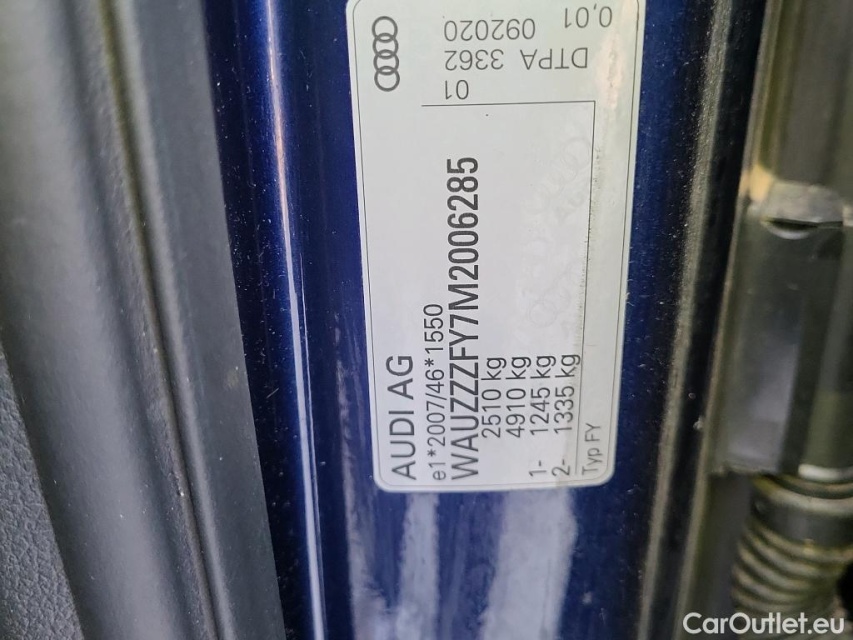 AUDI AG
e1*2007/46*1550
WAUZZZFY7M2006285
2510 kg
4910 kg
1- 1245 kg
2- 1335 kg
Typ FY
01
DTPA 3362
092020
0,01
CarOutlet.eu